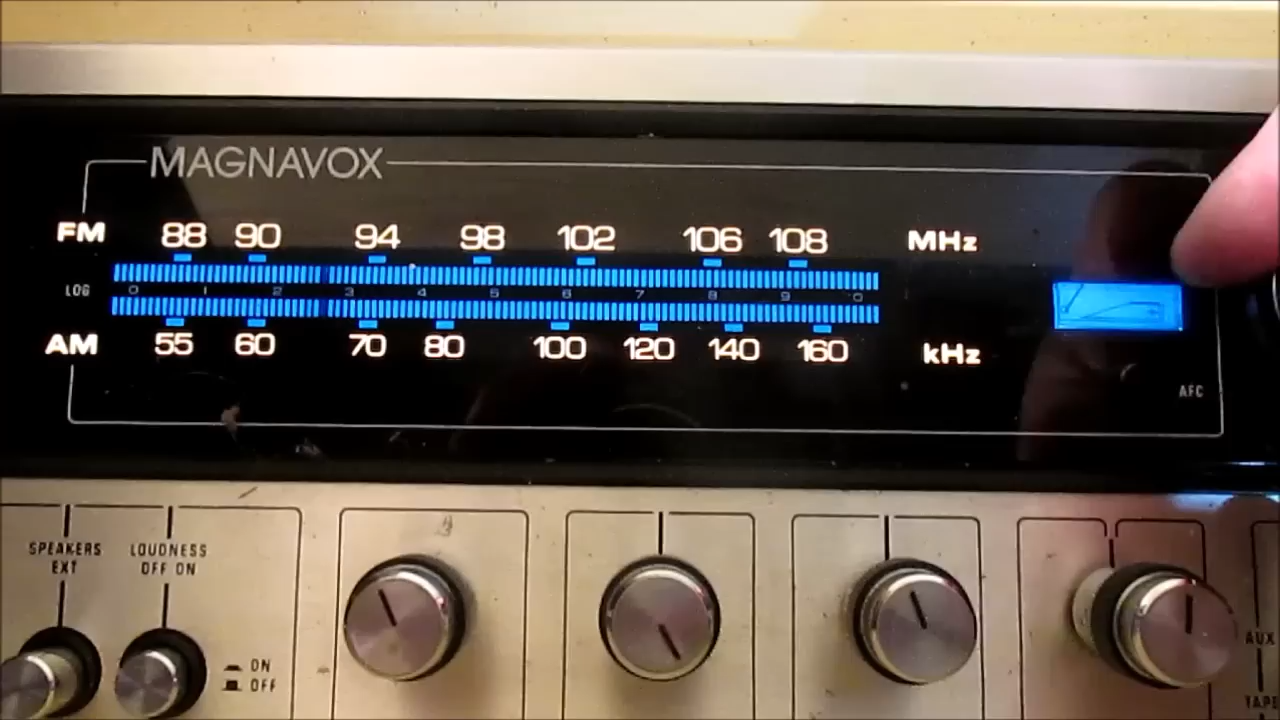 MAGNAVOX
FM 88 90 94 98 102 106 108 MHz
LOG 0 1 2 3 4 5 6 7 8 9 0
AM 55 60 70 80 100 120 140 160 kHz
AFC
SPEAKERS
EXT
LOUDNESS
OFF ON
ON
OFF
AUX
TAPE